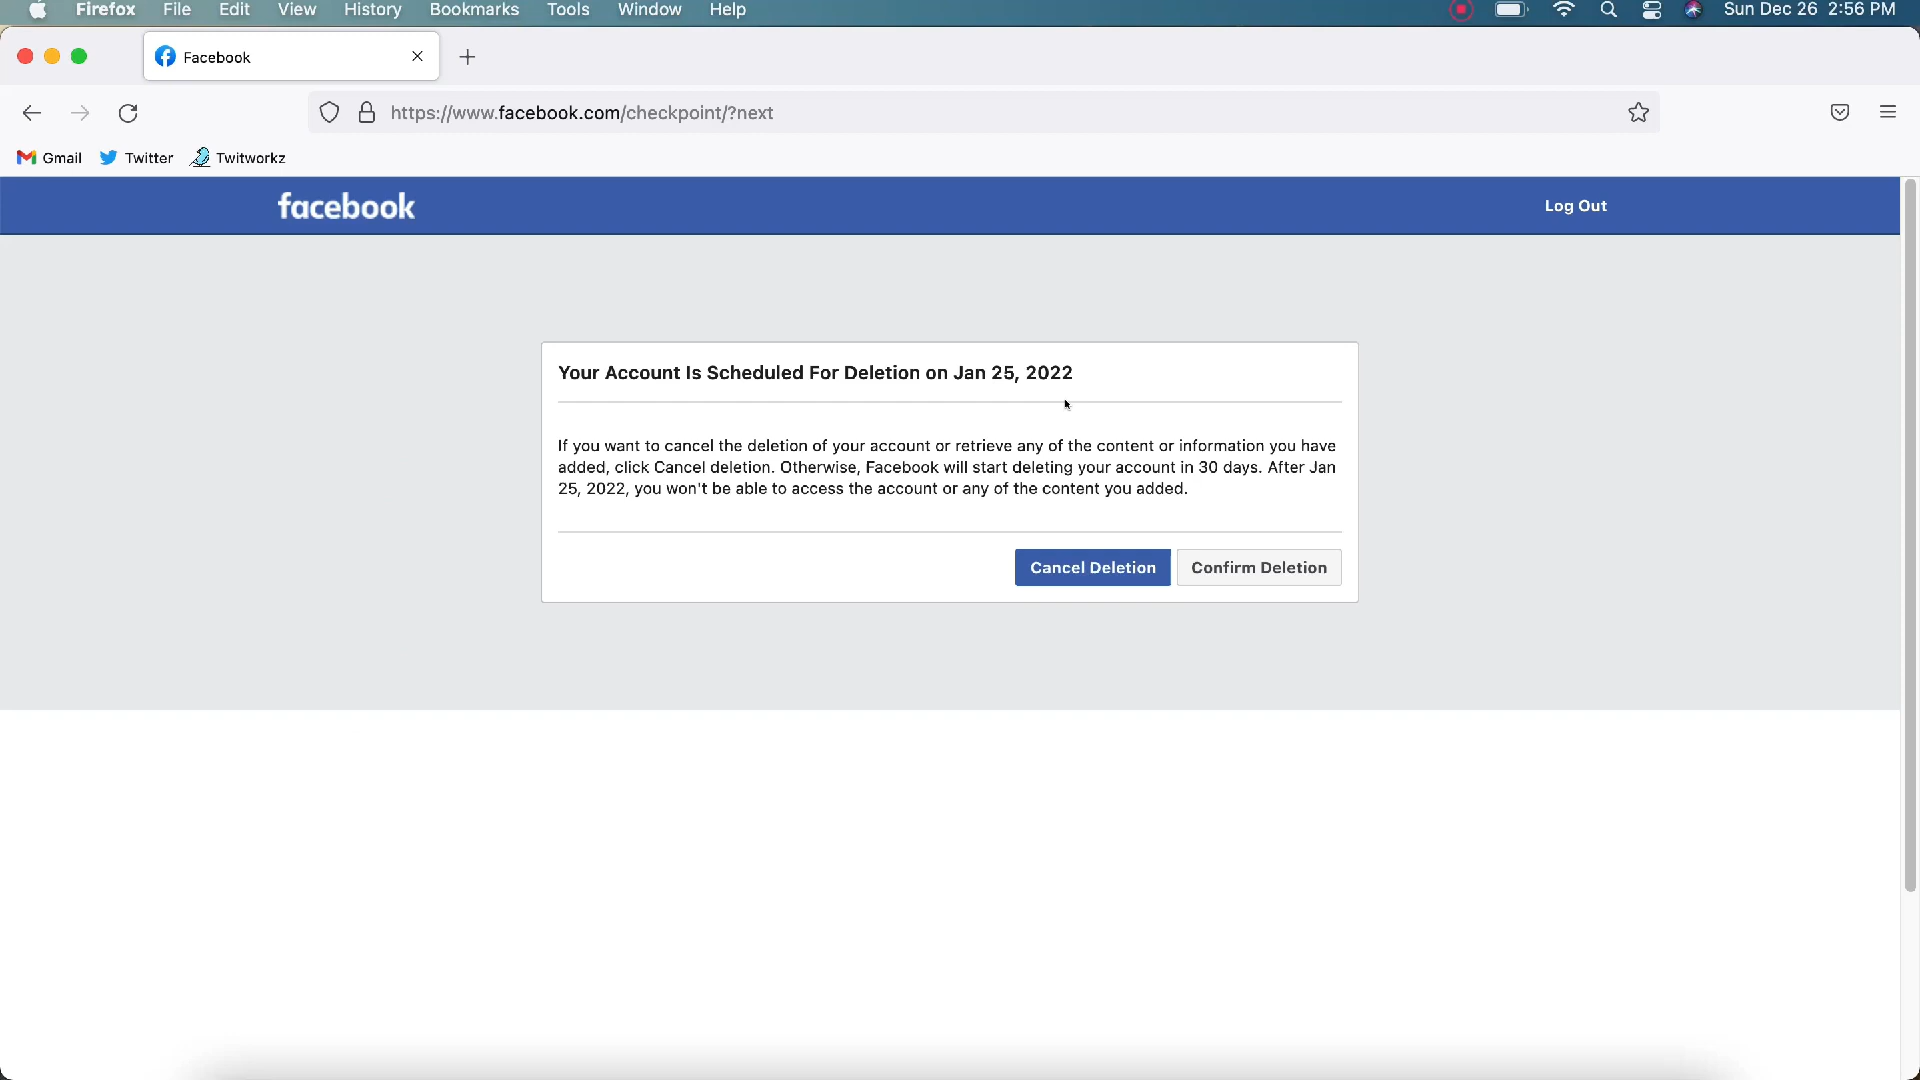 Firefox File Edit View History Bookmarks Tools Window Help Sun Dec 26 2:56 PM
Facebook
https://www.facebook.com/checkpoint/?next
Gmail Twitter Twitworkz
facebook Log Out
Your Account Is Scheduled For Deletion on Jan 25, 2022
If you want to cancel the deletion of your account or retrieve any of the content or information you have
added, click Cancel deletion. Otherwise, Facebook will start deleting your account in 30 days. After Jan
25, 2022, you won't be able to access the account or any of the content you added.
Cancel Deletion Confirm Deletion